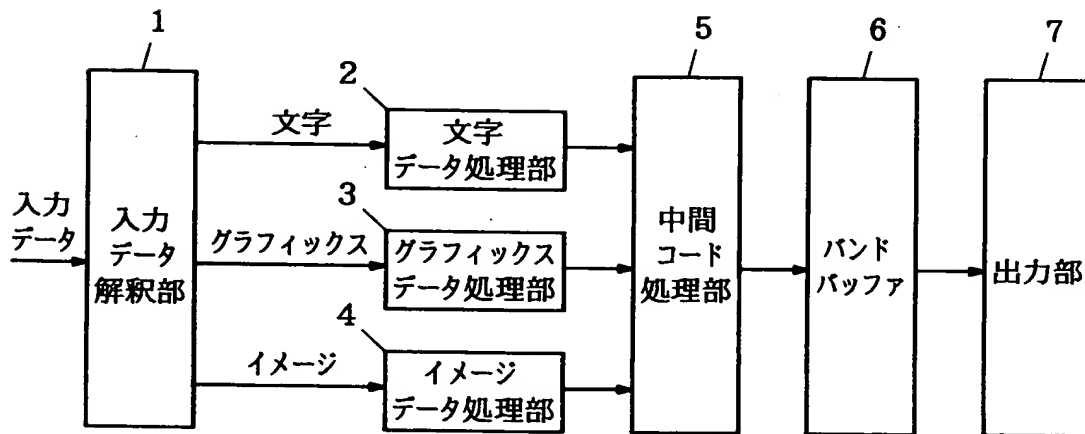 1
2
3
4
5
6
7
入力
データ
入力
データ
解釈部
文字
グラフィックス
イメージ
文字
データ処理部
グラフィックス
データ処理部
イメージ
データ処理部
中間
コード
処理部
バンド
バッファ
出力部